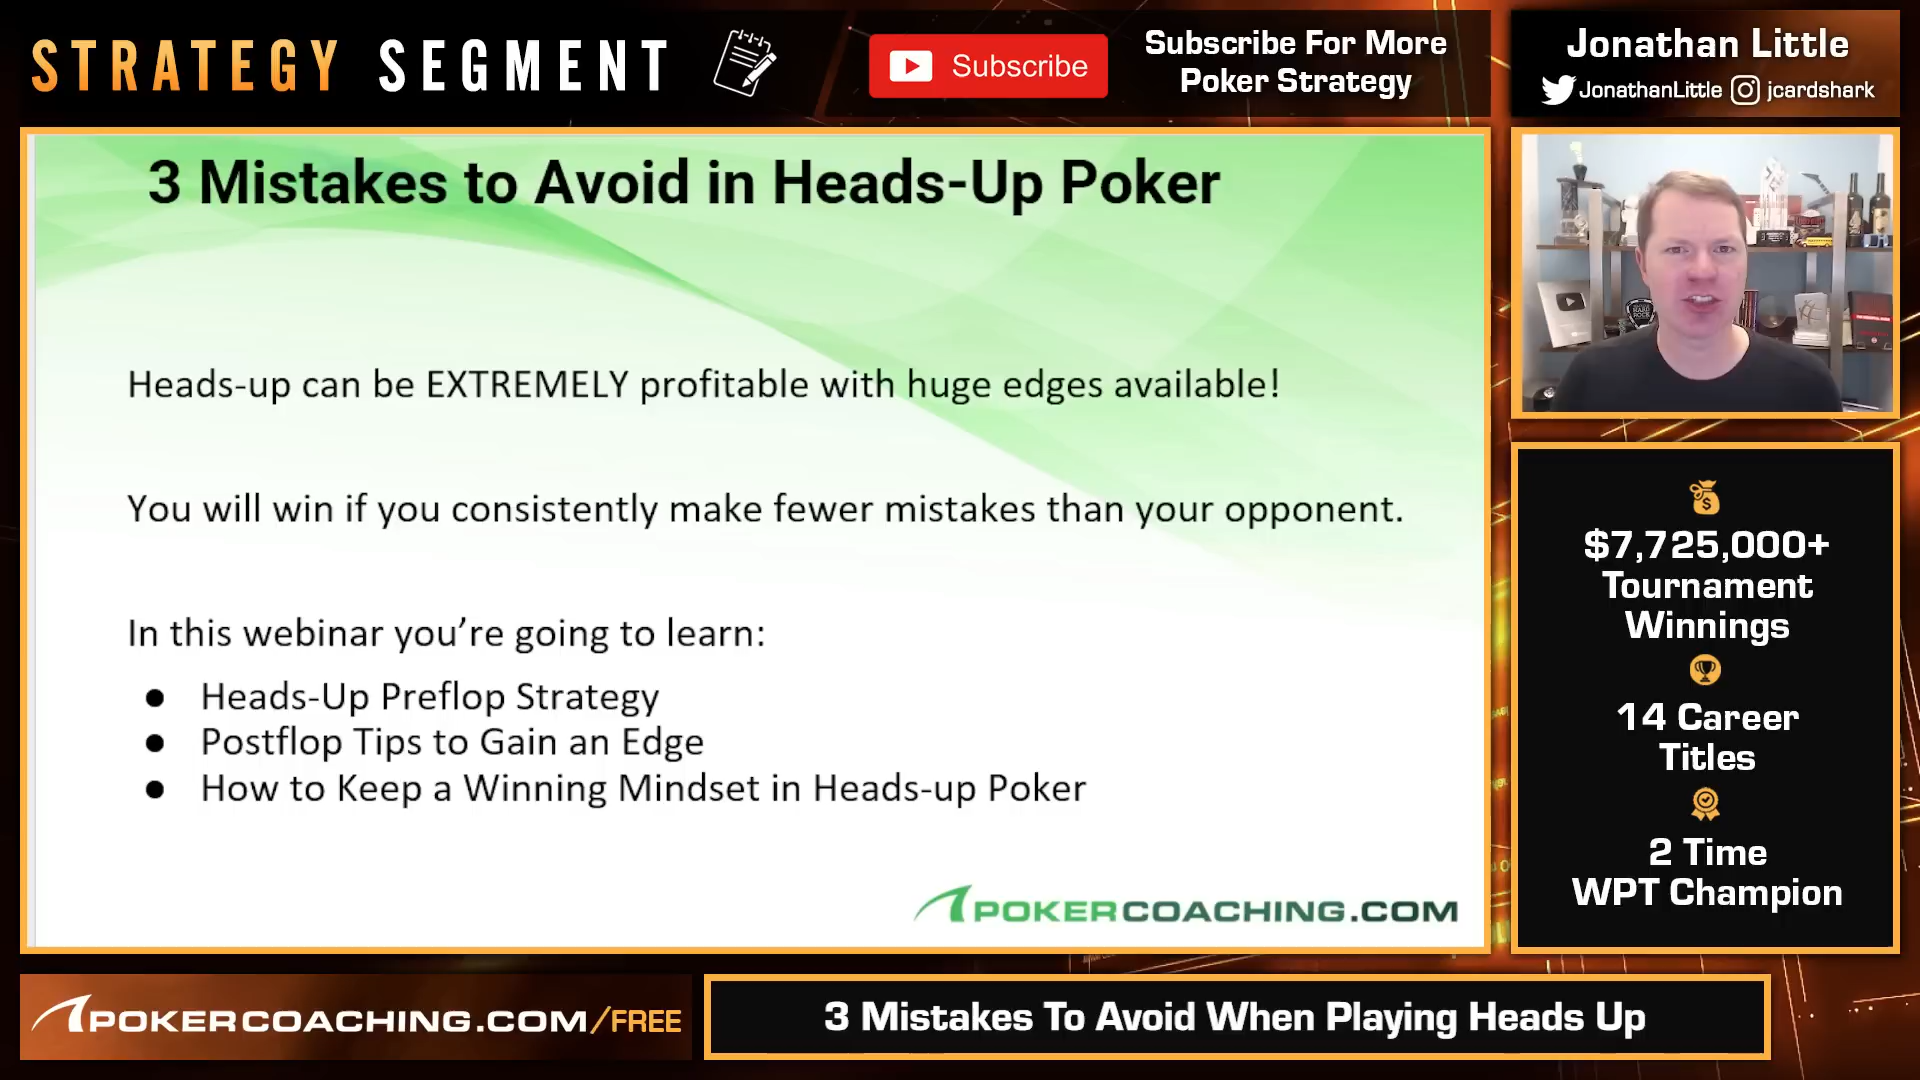 STRATEGY SEGMENT
Subscribe
Subscribe For More
Poker Strategy
Jonathan Little
JonathanLittle jcardshark
3 Mistakes to Avoid in Heads-Up Poker
Heads-up can be EXTREMELY profitable with huge edges available!
You will win if you consistently make fewer mistakes than your opponent.
In this webinar you're going to learn:
● Heads-Up Preflop Strategy
● Postflop Tips to Gain an Edge
● How to Keep a Winning Mindset in Heads-up Poker
POKERCOACHING.COM
$7,725,000+
Tournament
Winnings
14 Career
Titles
2 Time
WPT Champion
POKERCOACHING.COM/FREE
3 Mistakes To Avoid When Playing Heads Up